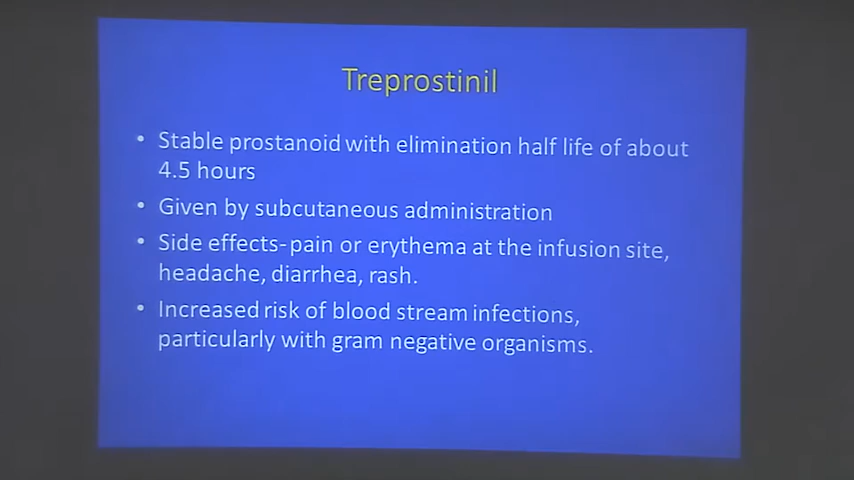 Treprostinil
• Stable prostanoid with elimination half life of about
4.5 hours
• Given by subcutaneous administration
• Side effects-pain or erythema at the infusion site,
headache, diarrhea, rash.
• Increased risk of blood stream infections,
particularly with gram negative organisms.